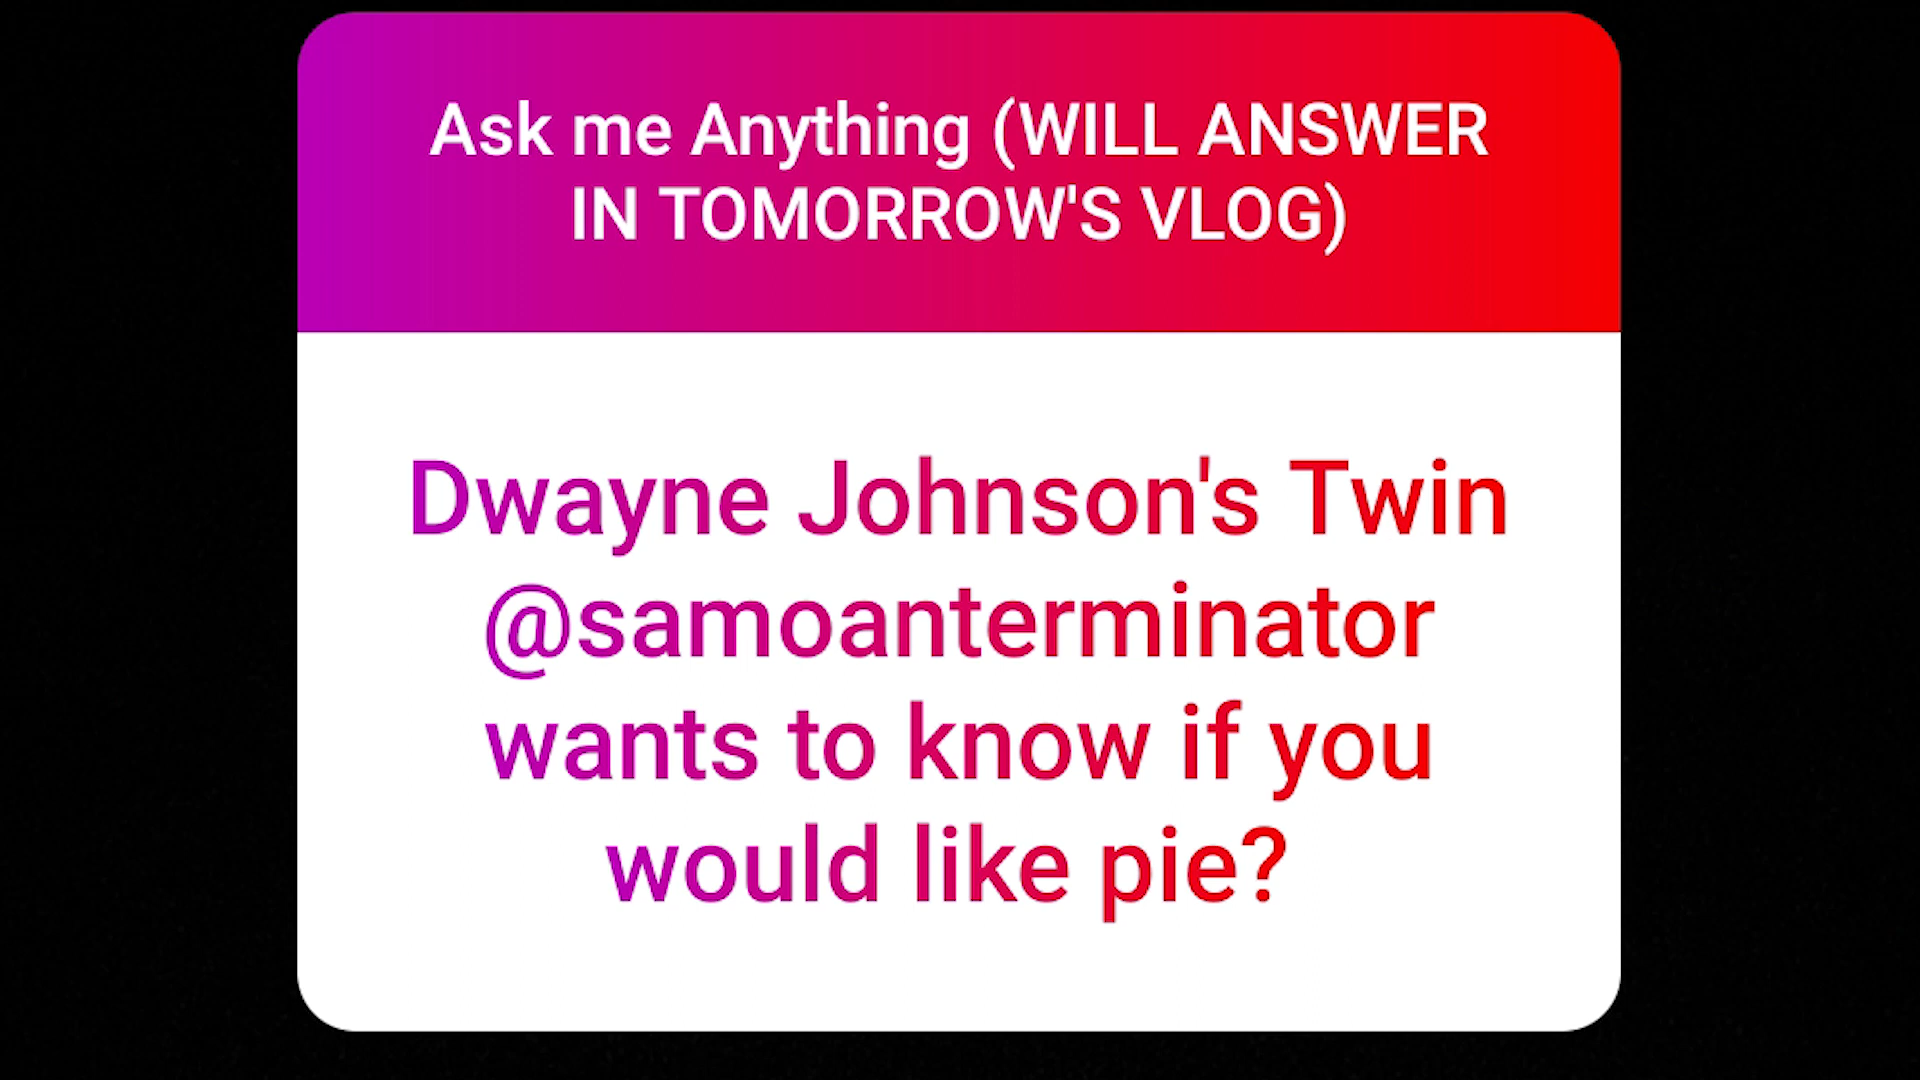 Ask me Anything (WILL ANSWER
IN TOMORROW'S VLOG)
Dwayne Johnson's Twin
@samoanterminator
wants to know if you
would like pie?